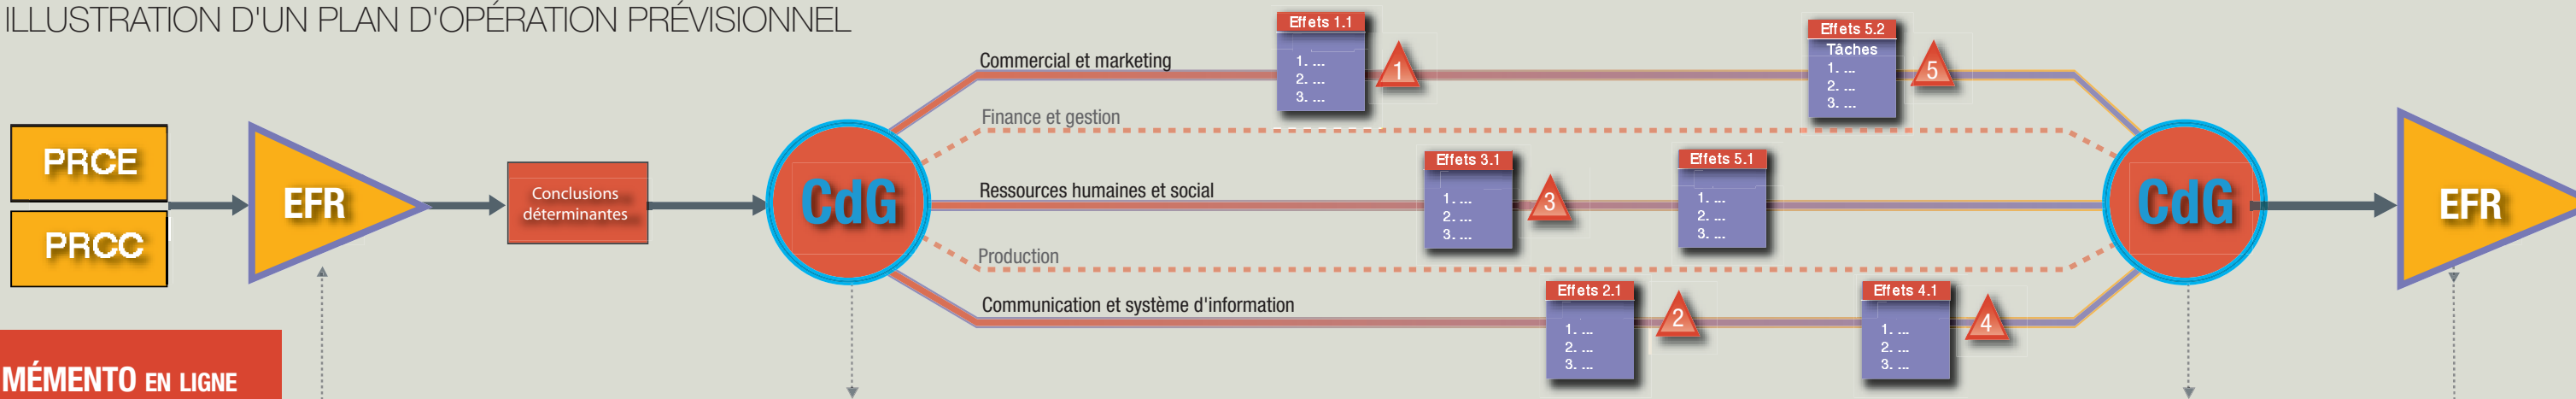 ILLUSTRATION D'UN PLAN D'OPÉRATION PRÉVISIONNEL
PRCE
PRCC
EFR
Conclusions
déterminantes
CdG
Commercial et marketing
Effets 1.1
1. ...
2. ...
3. ...
1
Effets 5.2
Tâches
1. ...
2. ...
3. ...
5
Finance et gestion
Ressources humaines et social
Effets 3.1
1. ...
2. ...
3. ...
3
Effets 5.1
1. ...
2. ...
3. ...
Production
Communication et système d'information
Effets 2.1
1. ...
2. ...
3. ...
2
Effets 4.1
1. ...
2. ...
3. ...
4
CdG
EFR
MÉMENTO EN LIGNE